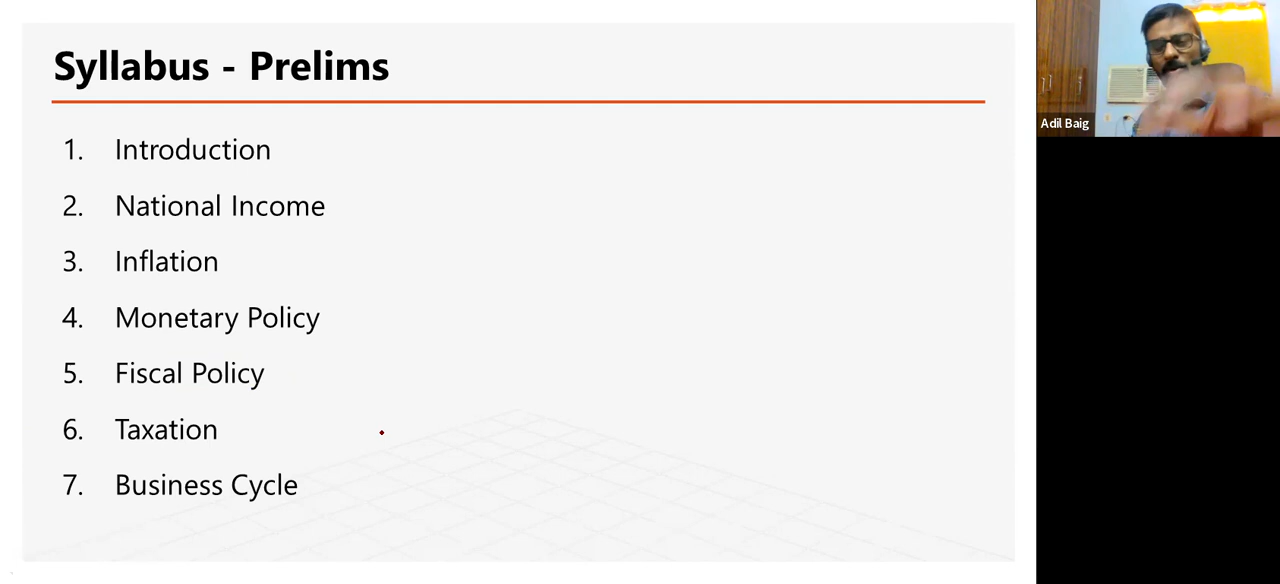 Syllabus - Prelims
1. Introduction
2. National Income
3. Inflation
4. Monetary Policy
5. Fiscal Policy
6. Taxation
7. Business Cycle
Adil Baig